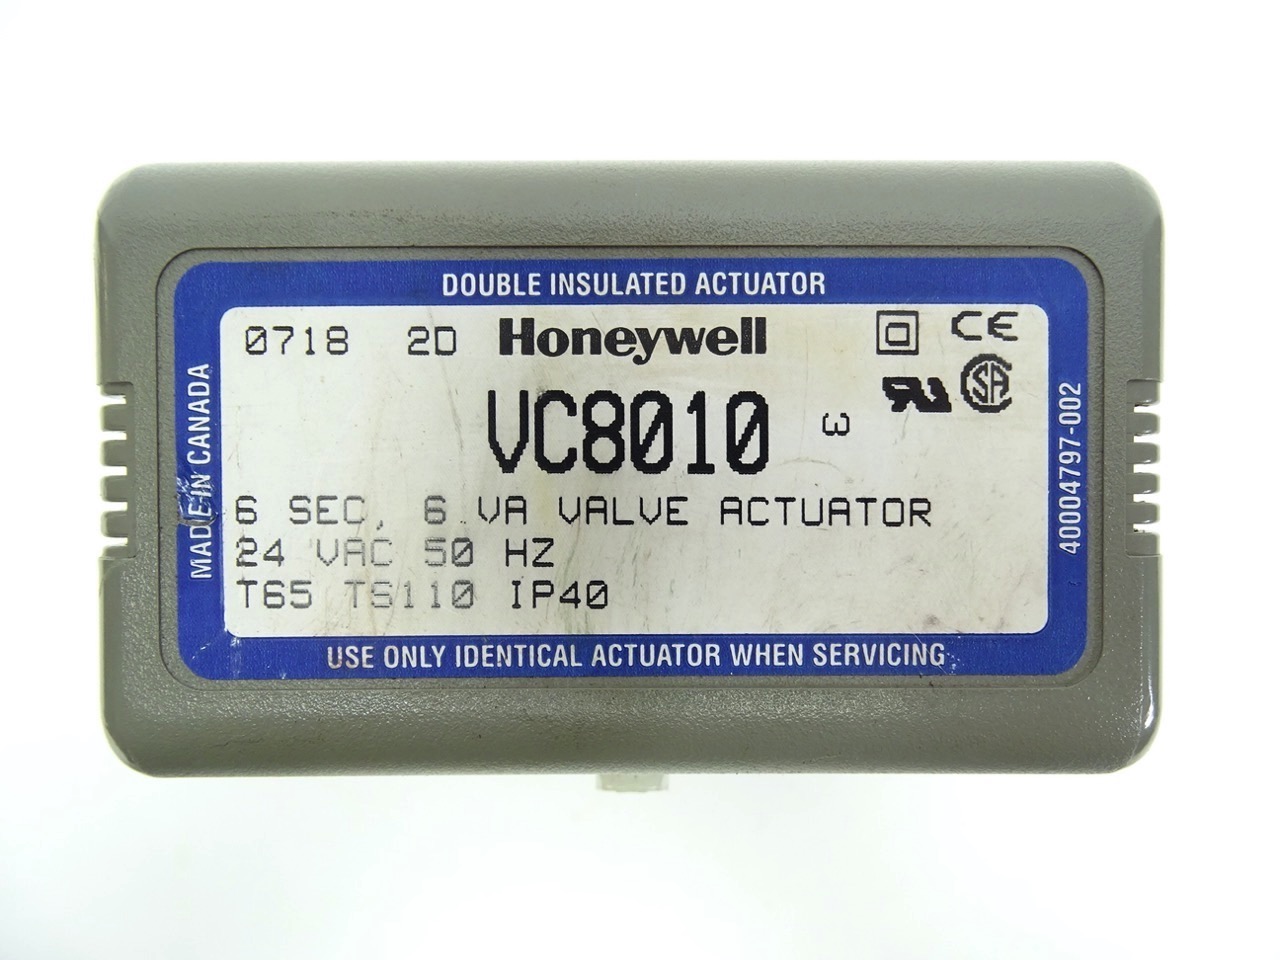 DOUBLE INSULATED ACTUATOR
0718 2D Honeywell CE
VC8010 ω
MADE IN CANADA
40004797-002
6 SEC, 6 VA VALVE ACTUATOR
24 VAC 50 HZ
T65 TS110 IP40
USE ONLY IDENTICAL ACTUATOR WHEN SERVICING